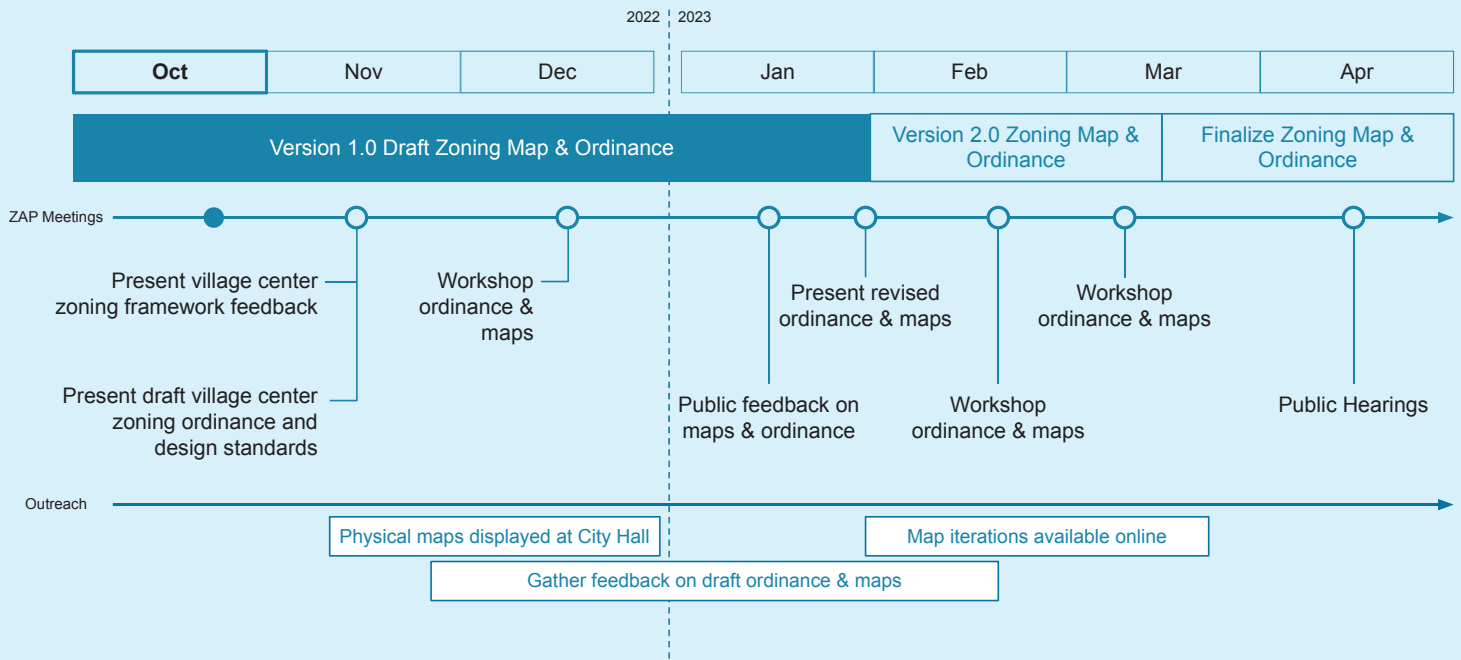 2022 2023
Oct Nov Dec Jan Feb Mar Apr
Version 1.0 Draft Zoning Map & Ordinance
Version 2.0 Zoning Map &
Ordinance
Finalize Zoning Map &
Ordinance
ZAP Meetings
Present village center
zoning framework feedback
Present draft village center
zoning ordinance and
design standards
Workshop
ordinance &
maps
Public feedback on
maps & ordinance
Present revised
ordinance & maps
Workshop
ordinance & maps
Workshop
ordinance & maps
Public Hearings
Outreach
Physical maps displayed at City Hall
Map iterations available online
Gather feedback on draft ordinance & maps